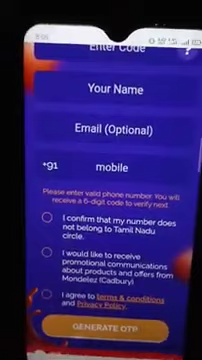 Enter Code
?
Your Name
Email (Optional)
+91 mobile
Please enter valid phone number. You will
receive a 6-digit code to verify next
I confirm that my number does
not belong to Tamil Nadu
circle.
I would like to receive
promotional communications
about products and offers from
Mondelez (Cadbury)
I agree to terms & conditions
and Privacy Policy.
GENERATE OTP